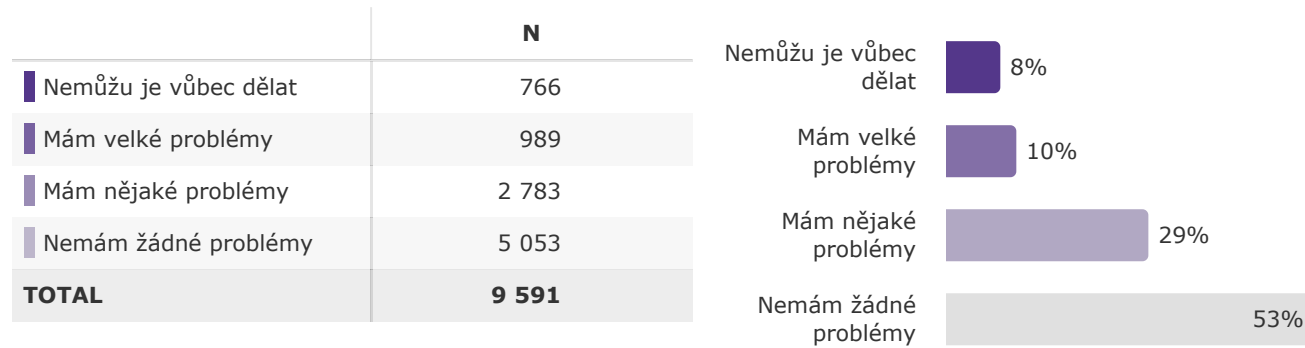 N
Nemůžu je vůbec dělat 766
Mám velké problémy 989
Mám nějaké problémy 2 783
Nemám žádné problémy 5 053
TOTAL 9 591
Nemůžu je vůbec
dělat
8%
Mám velké
problémy
10%
Mám nějaké
problémy
29%
Nemám žádné
problémy
53%